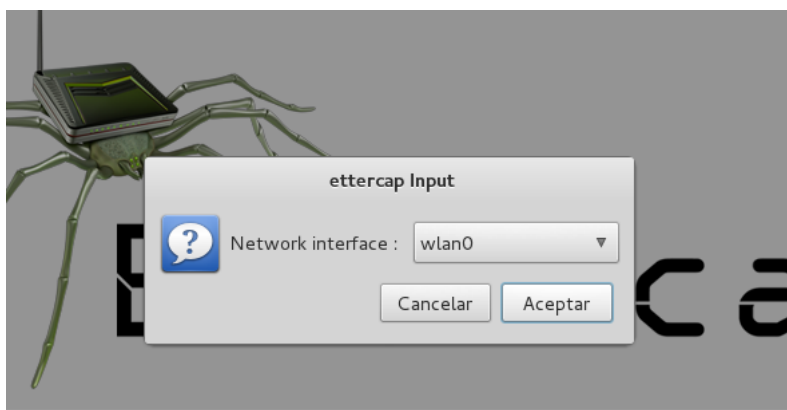 ettercap Input
Network interface :
wlan0
Cancelar
Aceptar